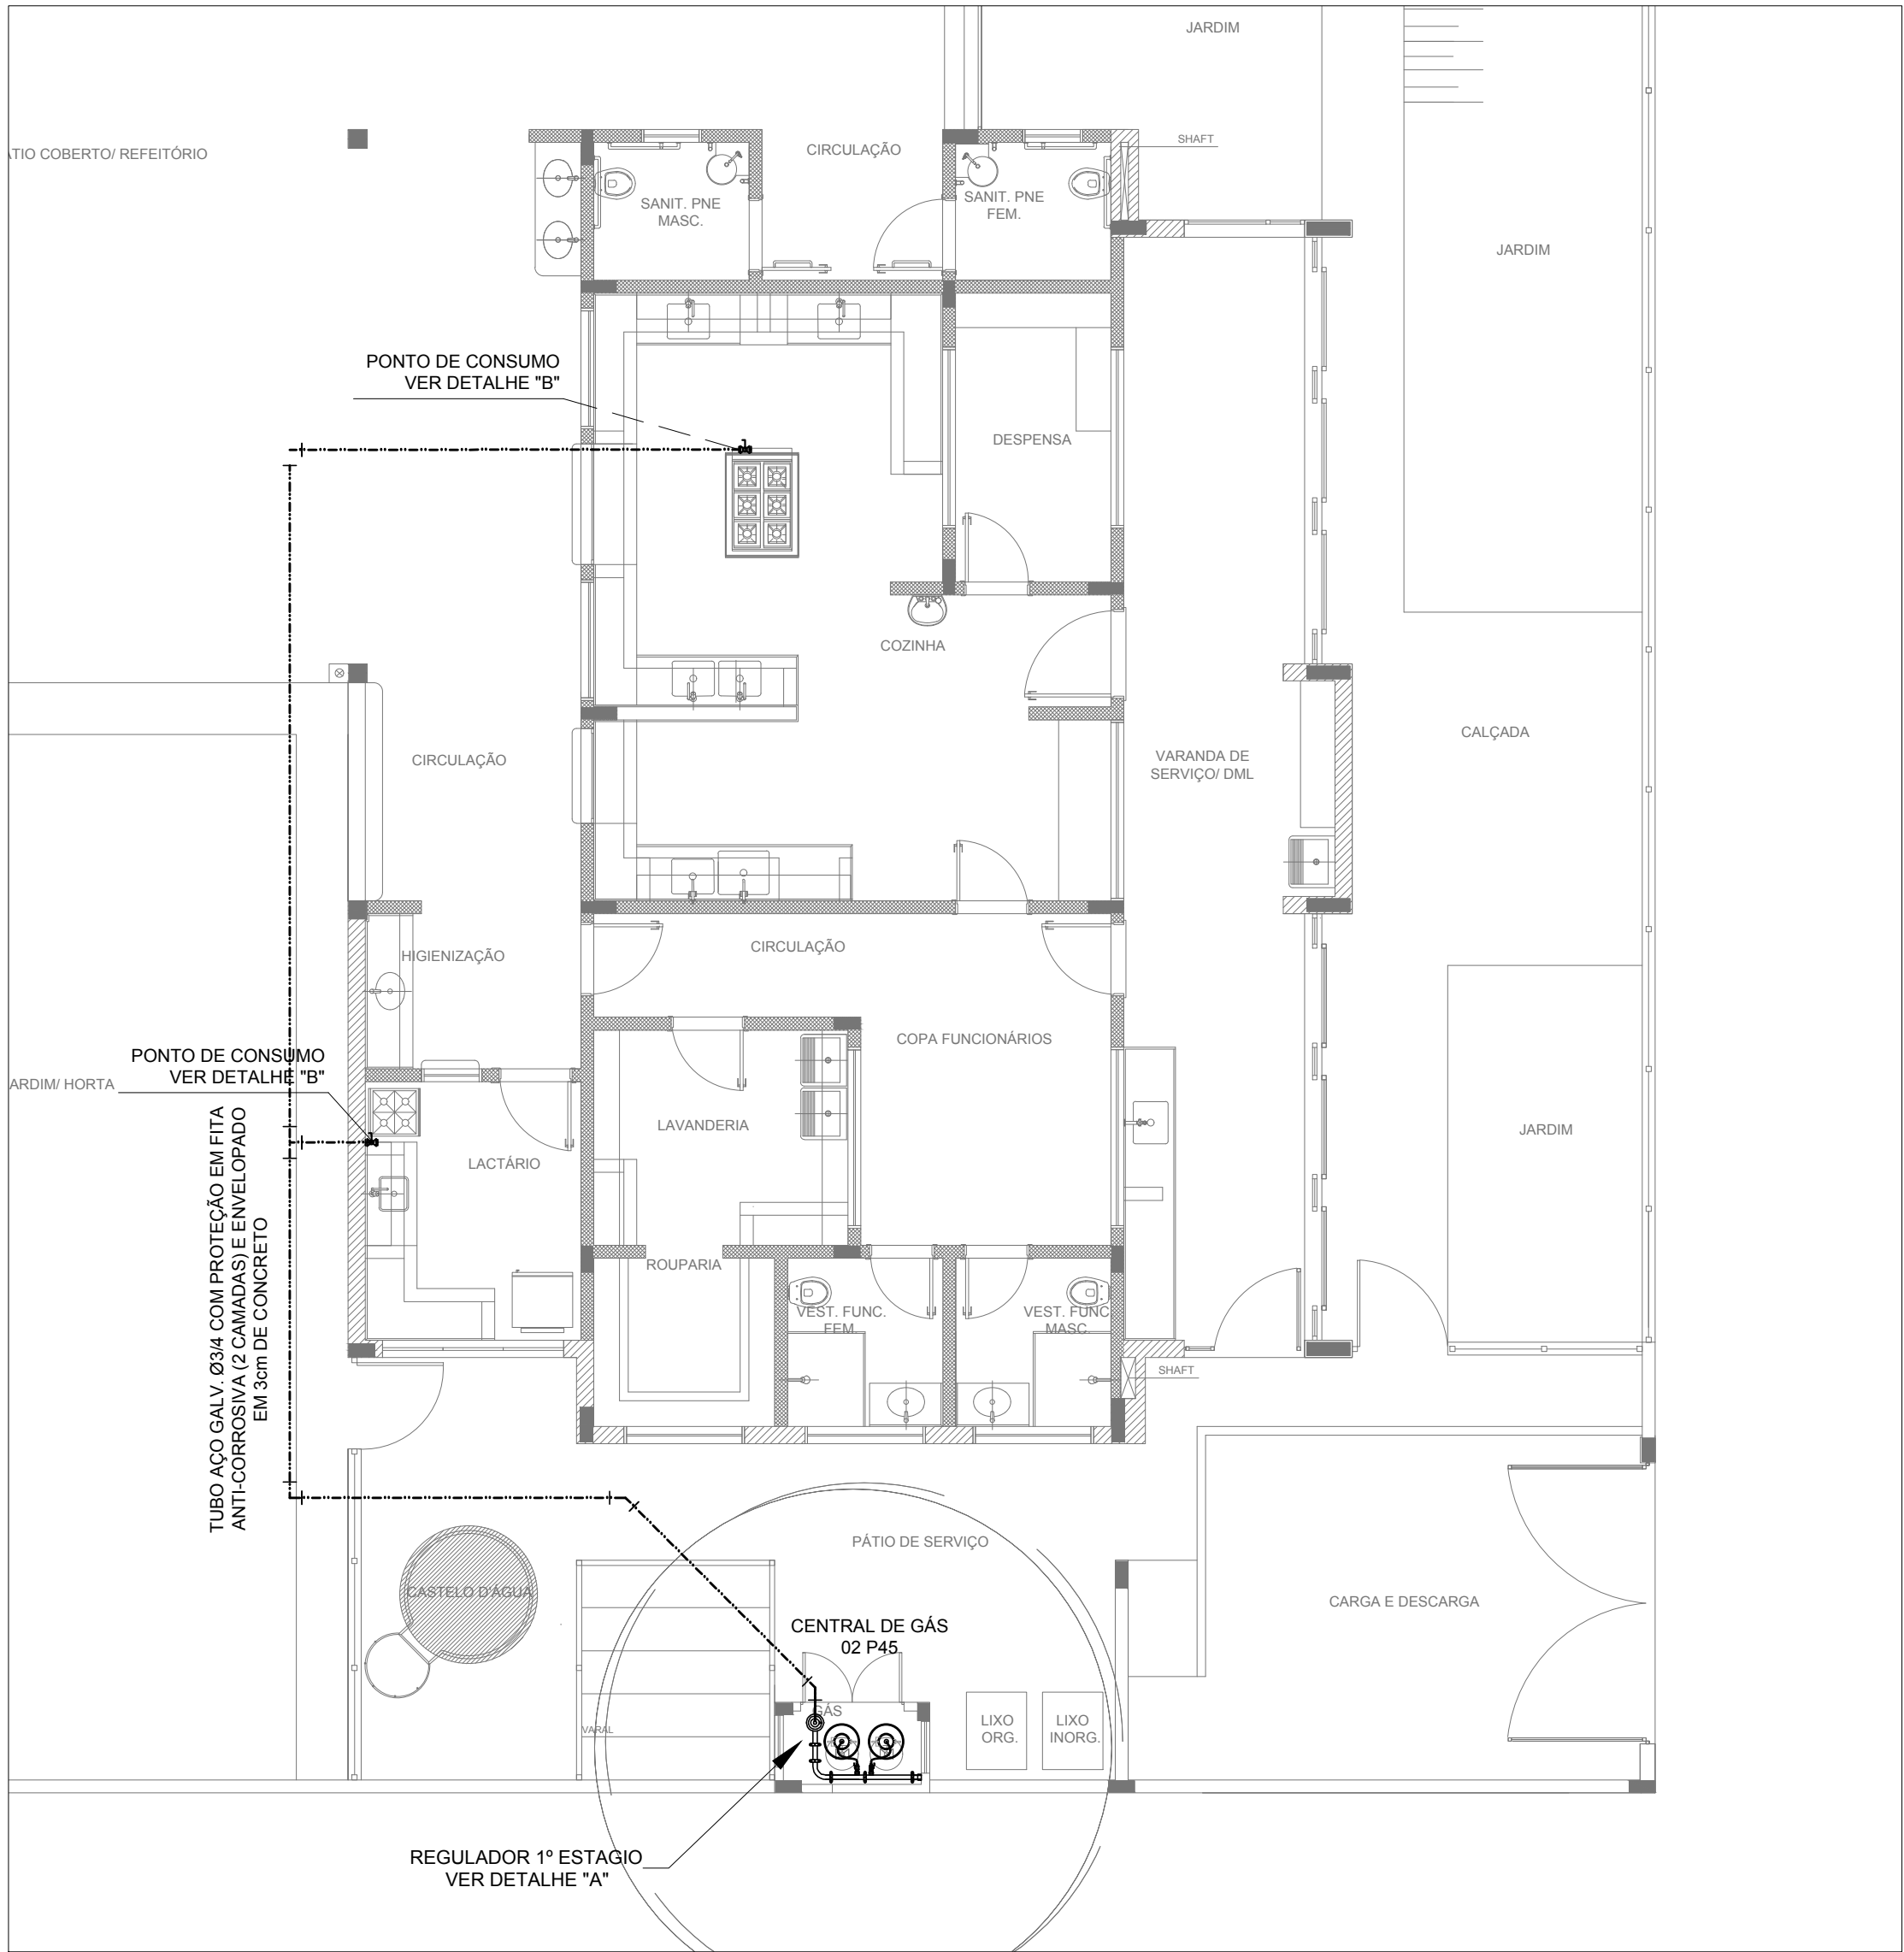 JARDIM
ÁTIO COBERTO/ REFEITÓRIO
CIRCULAÇÃO
SHAFT
SANIT. PNE
MASC.
SANIT. PNE
FEM.
JARDIM
PONTO DE CONSUMO
VER DETALHE "B"
DESPENSA
COZINHA
CIRCULAÇÃO
VARANDA DE
SERVIÇO/ DML
CALÇADA
HIGIENIZAÇÃO
CIRCULAÇÃO
COPA FUNCIONÁRIOS
PONTO DE CONSUMO
VER DETALHE "B"
ARDIM/ HORTA
LAVANDERIA
JARDIM
LACTÁRIO
TUBO AÇO GALV. Ø3/4 COM PROTEÇÃO EM FITA
ANTI-CORROSIVA (2 CAMADAS) E ENVELOPADO
EM 3cm DE CONCRETO
ROUPARIA
VEST. FUNC.
FEM.
VEST. FUNC
MASC.
SHAFT
PÁTIO DE SERVIÇO
CASTELO D'ÁGUA
CARGA E DESCARGA
CENTRAL DE GÁS
02 P45
GÁS
VARAL
LIXO
ORG.
LIXO
INORG.
REGULADOR 1º ESTAGIO
VER DETALHE "A"